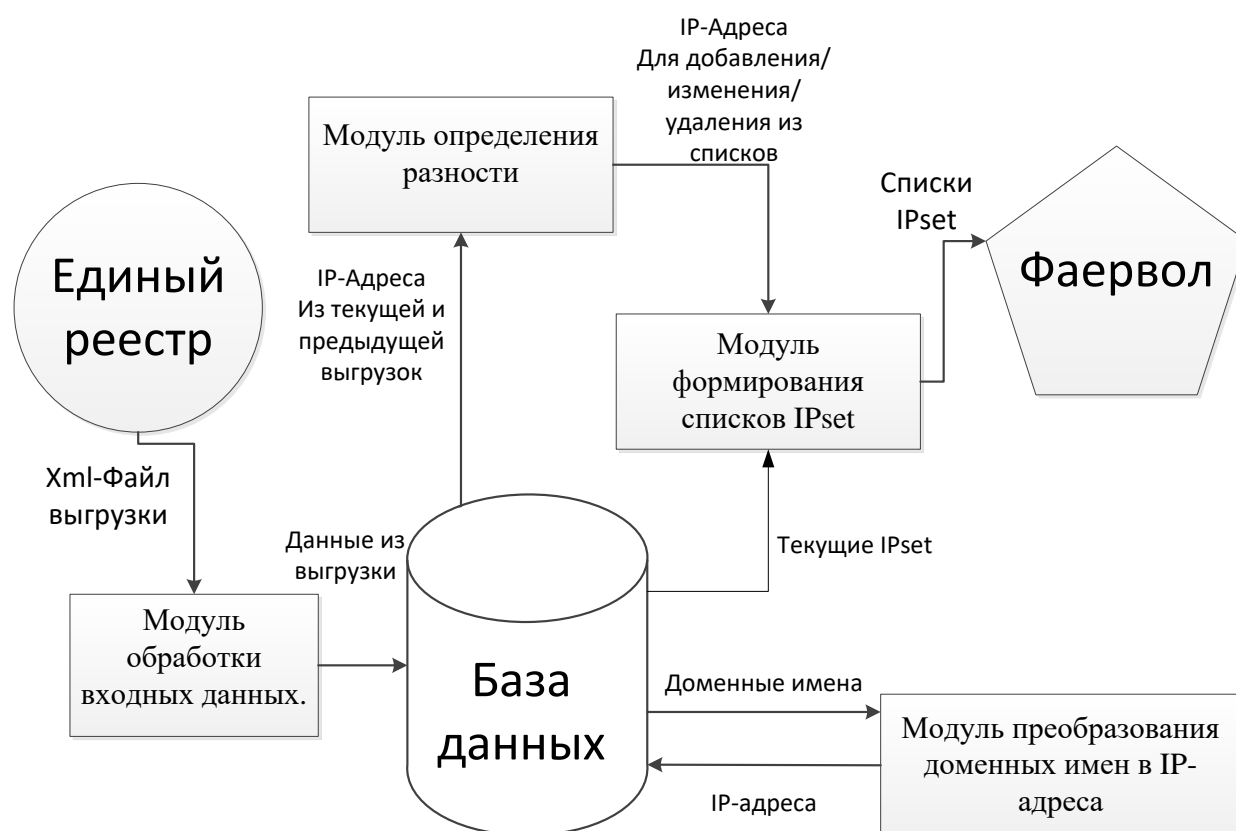 IP-Адреса
Для добавления/
изменения/
удаления из
списков
Модуль определения
разности
Списки
IPset
Единый
реестр
IP-Адреса
Из текущей и
предыдущей
выгрузок
Фаервол
Модуль
формирования
списков IPset
Xml-Файл
выгрузки
Данные из
выгрузки
Текущие IPset
Модуль
обработки
входных данных.
База
данных
Доменные имена
Модуль преобразования
доменных имен в IP-
адреса
IP-адреса